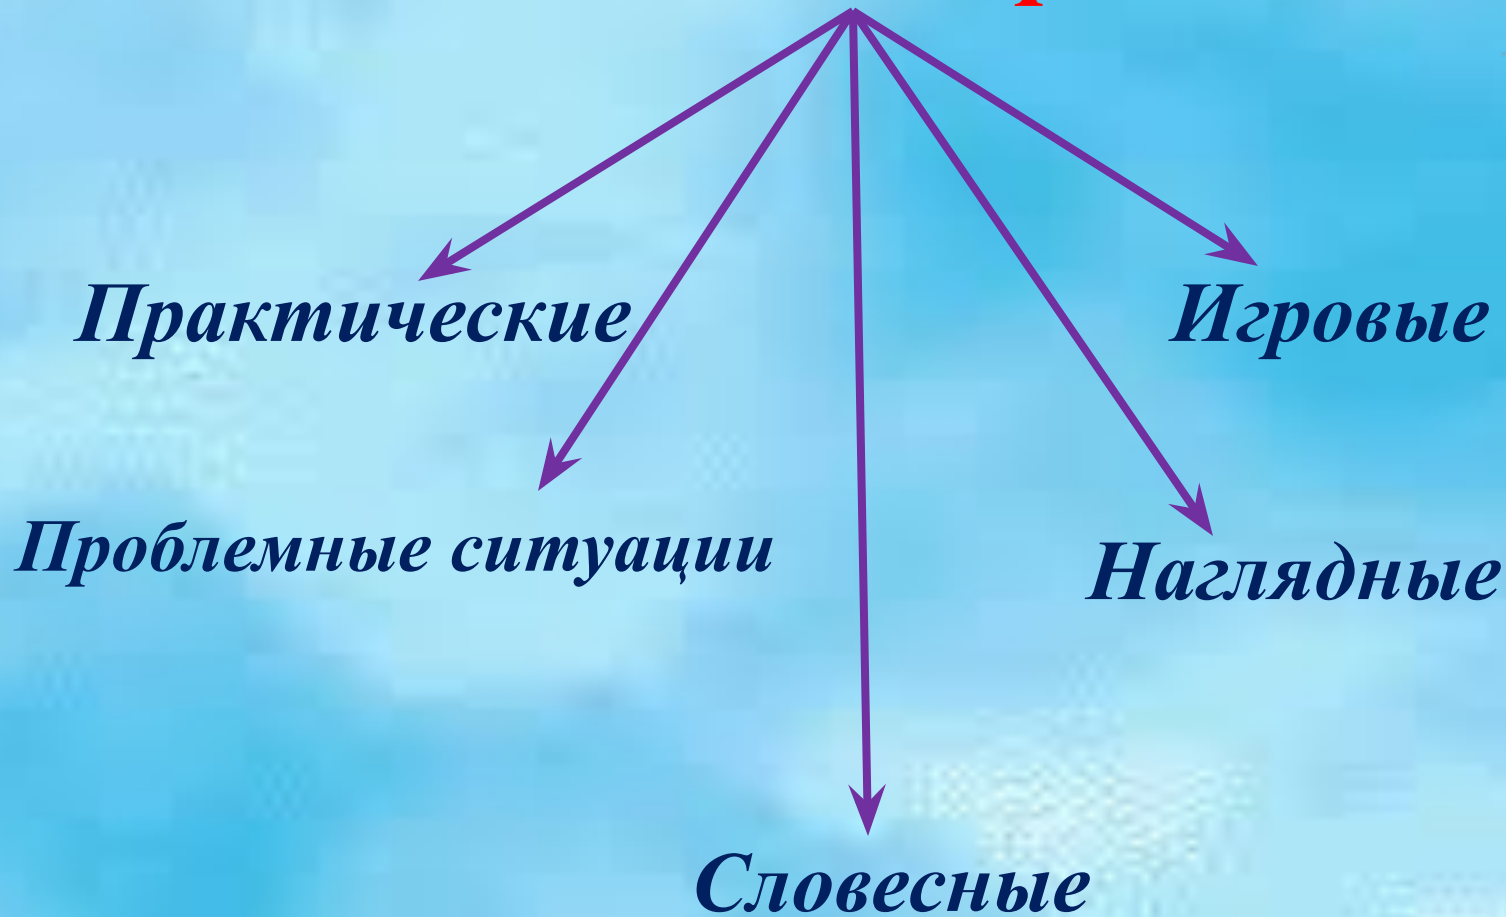 Практические
Игровые
Проблемные ситуации
Наглядные
Словесные